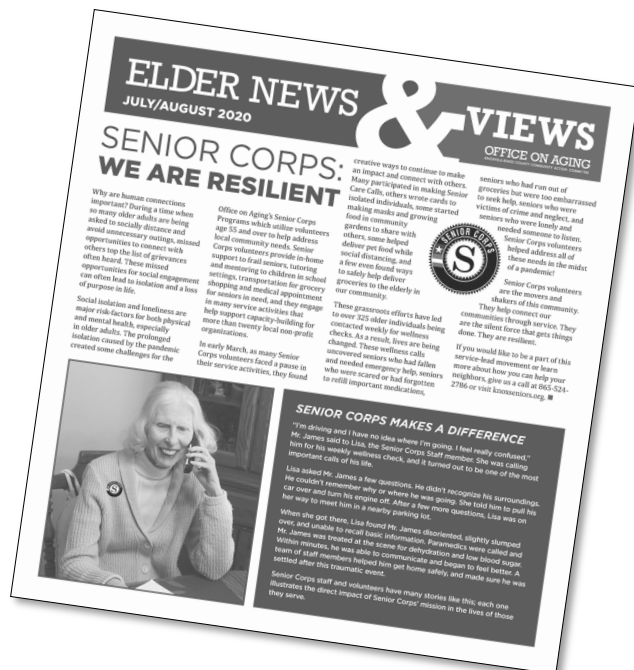 ELDER NEWS & VIEWS
JULY/AUGUST 2020
OFFICE ON AGING
SENIOR CORPS:
WE ARE RESILIENT
Why are human connections
important? During a time when
so many older adults are being
asked to socially distance and
avoid unnecessary outings, missed
opportunities to connect with
others top the list of grievances
often heard. These missed
opportunities for social engagement
can often lead to isolation and a loss
of purpose in life.
Social isolation and loneliness are
major risk-factors for both physical
and mental health, especially
in older adults. The prolonged
isolation caused by the pandemic
created some challenges for the
Office on Aging's Senior Corps
Programs which utilize volunteers
age 55 and over to help address
local community needs. Senior
Corps volunteers provide in-home
support to frail seniors, tutoring
and mentoring to children in school
settings, transportation for grocery
shopping and medical appointment
for seniors in need, and they engage
in many service activities that
help support capacity-building for
more than twenty local non-profit
organizations.
In early March, as many Senior
Corps volunteers faced a pause in
their service activities, they found
creative ways to continue to make
an impact and connect with others.
Many participated in making Senior
Care Calls, others wrote cards to
isolated individuals, some started
making masks and growing
food in community
gardens to share with
others, some helped
deliver pet food while
social distancing, and
a few even found ways
to safely help deliver
groceries to the elderly in
our community.
These grassroots efforts have led
to over 325 older individuals being
contacted weekly for wellness
checks. As a result, lives are being
changed. These wellness calls
uncovered seniors who had fallen
and needed emergency help, seniors
who were scared or had forgotten
to refill important medications,
seniors who had run out of
groceries but were too embarrassed
to seek help, seniors who were
victims of crime and neglect, and
seniors who were lonely and
needed someone to listen.
Senior Corps volunteers
helped address all of
these needs in the midst
of a pandemic!
Senior Corps volunteers
are the movers and
shakers of this community.
They help connect our
communities through service. They
are the silent force that gets things
done. They are resilient.
If you would like to be a part of this
service-lead movement or learn
more about how you can help your
neighbors, give us a call at 865-524-
2786 or visit knoxseniors.org. ■
SENIOR CORPS
S
S
SENIOR CORPS MAKES A DIFFERENCE
"I'm driving and I have no idea where I'm going. I feel really confused,"
Mr. James said to Lisa, the Senior Corps Staff member. She was calling
him for his weekly wellness check, and it turned out to be one of the most
important calls of his life.
Lisa asked Mr. James a few questions. He didn't recognize his surroundings.
He couldn't remember why or where he was going. She told him to pull his
car over and turn his engine off. After a few more questions, Lisa was on
her way to meet him in a nearby parking lot.
When she got there, Lisa found Mr. James disoriented, slightly slumped
over, and unable to recall basic information. Paramedics were called and
Mr. James was treated at the scene for dehydration and low blood sugar.
Within minutes, he was able to communicate and began to feel better. A
team of staff members helped him get home safely, and made sure he was
settled after this traumatic event.
Senior Corps staff and volunteers have many stories like this; each one
illustrates the direct impact of Senior Corps' mission in the lives of those
they serve.